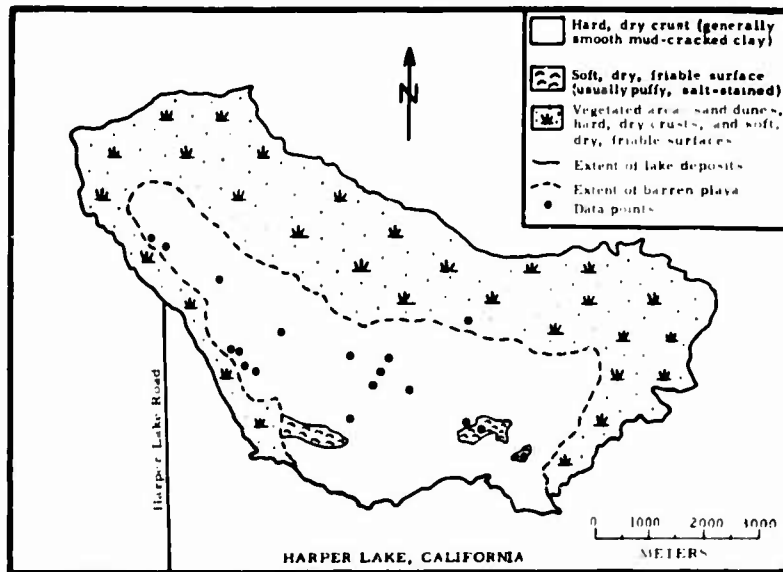 Hard, dry crust (generally
smooth mud-cracked clay)
Soft, dry, friable surface
(usually puffy, salt-stained)
Vegetated area: sand dunes,
hard, dry crusts, and soft,
dry, friable surfaces
Extent of lake deposits
Extent of barren playa
Data points
N
Harper Lake Road
0 1000 2000 3000
METERS
HARPER LAKE, CALIFORNIA